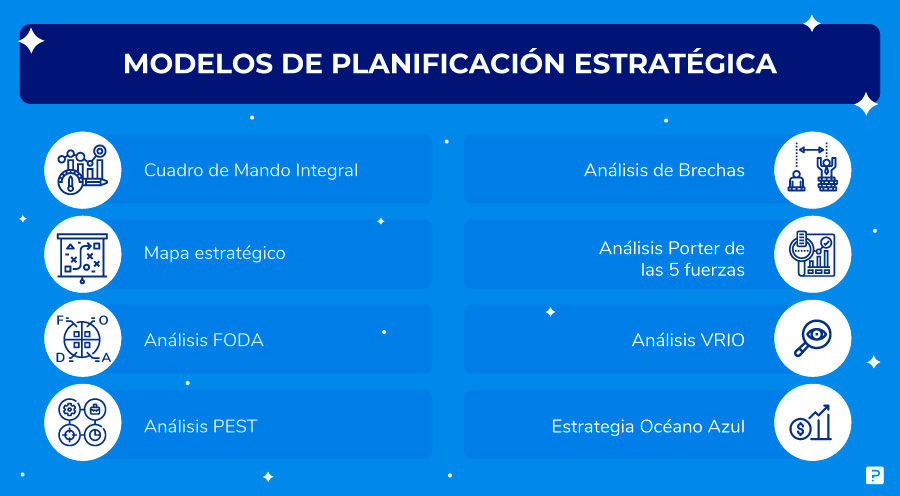 MODELOS DE PLANIFICACIÓN ESTRATÉGICA
Cuadro de Mando Integral
Mapa estratégico
F O
D A
Análisis FODA
Análisis PEST
Análisis de Brechas
Análisis Porter de
las 5 fuerzas
Análisis VRIO
$
Estrategia Océano Azul